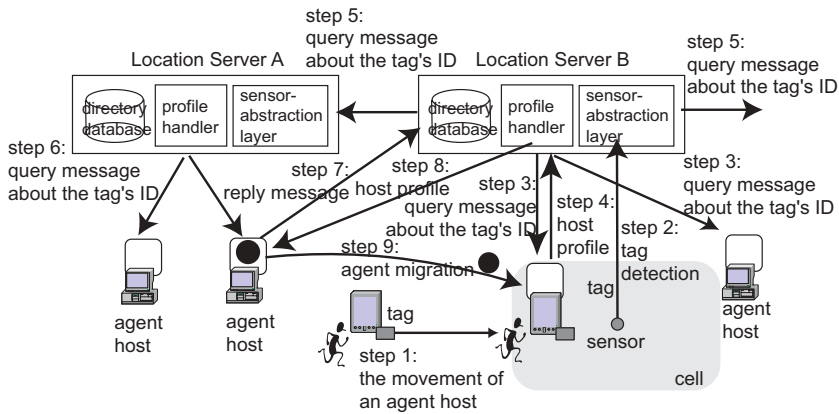 step 5:
query message
about the tag's ID
Location Server A
Location Server B
step 5:
query message
about the tag's ID
directory
database
profile
handler
sensor-
abstraction
layer
directory
database
profile
handler
sensor-
abstraction
layer
step 6:
query message
about the tag's ID
step 7:
reply message
step 8:
host profile
step 3:
query message
about the tag's ID
step 4:
host
profile
step 2:
tag
detection
step 3:
query message
about the tag's ID
step 9:
agent migration
agent
host
agent
host
tag
tag
sensor
agent
host
step 1:
the movement of
an agent host
cell